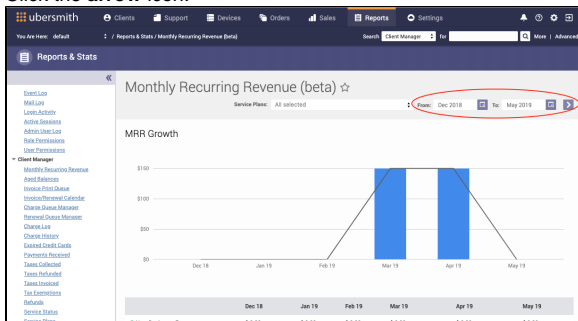 ubersmith Clients Support Devices Orders Sales Reports Settings
You Are Here: default / Reports & Stats / Monthly Recurring Revenue (beta) Search Client Manager for More | Advanced
Reports & Stats
«
Event Log
Mail Log
Login Activity
Active Sessions
Admin User Log
Role Permissions
User Permissions
Client Manager
Monthly Recurring Revenue
Aged Balances
Invoice Print Queue
Invoice/Renewal Calendar
Charge Queue Manager
Renewal Queue Manager
Charge Log
Charge History
Expired Credit Cards
Payments Received
Taxes Collected
Taxes Refunded
Taxes Invoiced
Tax Exemptions
Refunds
Service Status
Monthly Recurring Revenue (beta)
Service Plans: All selected From: Dec 2018 To: May 2019
MRR Growth
$150
$100
$50
$0
Dec 18 Jan 19 Feb 19 Mar 19 Apr 19 May 19
Dec 18 Jan 19 Feb 19 Mar 19 Apr 19 May 19